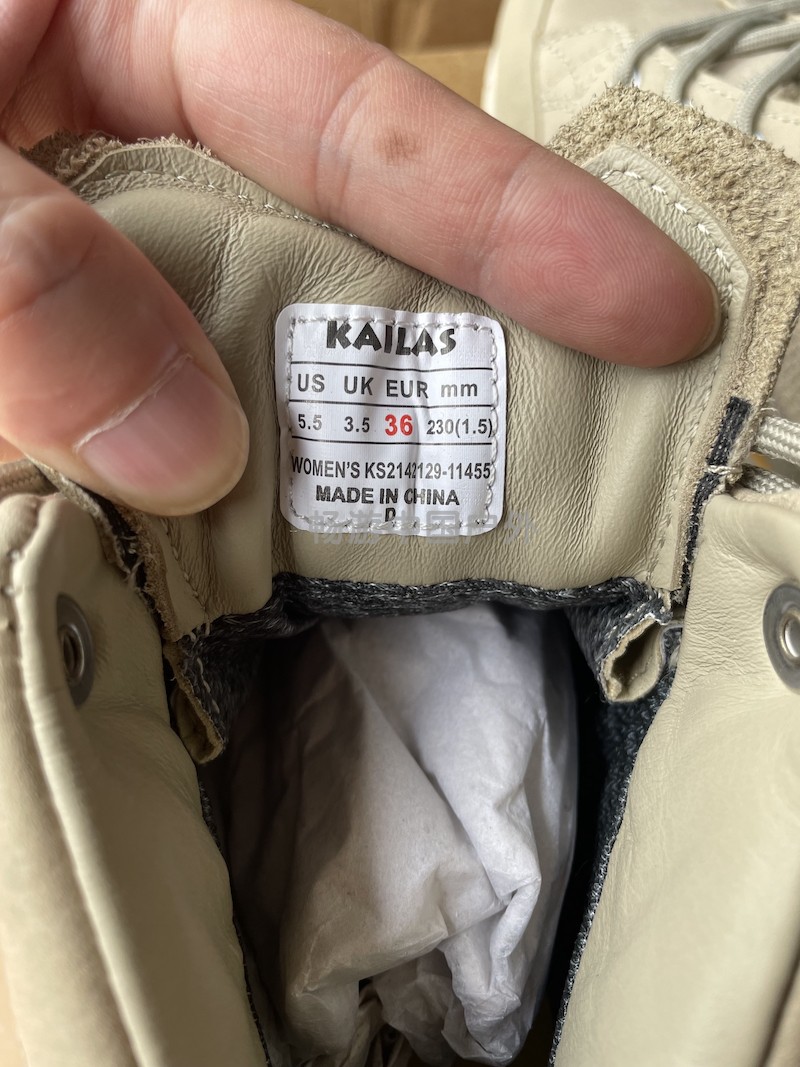 KAILAS
US UK EUR mm
5.5 3.5 36 230(1.5)
WOMEN'S KS2142129-11455
MADE IN CHINA
D